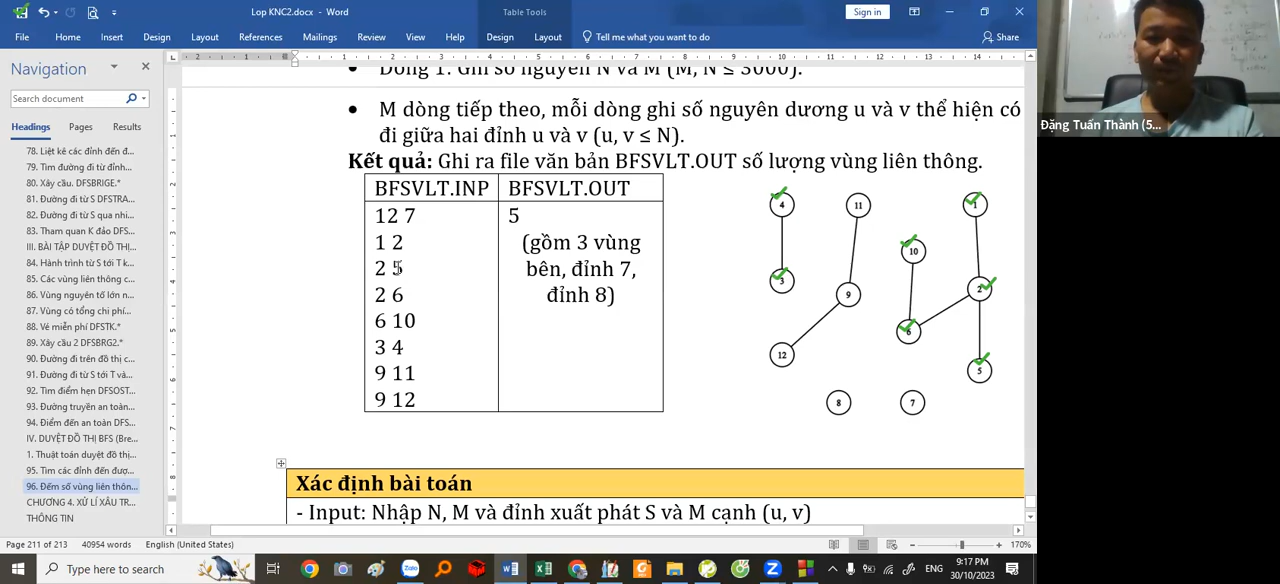 Lop KNC2.docx - Word
Table Tools
Sign in
File Home Insert Design Layout References Mailings Review View Help Design Layout Tell me what you want to do Share
Navigation
Search document
Headings Pages Results
78. Liệt kê các đỉnh đến đ...
79. Tìm đường đi từ đỉnh...
80. Xây cầu. DFSBRIGE.*
81. Đường đi từ S DFSTRA...
82. Đường đi từ S qua nhi...
83. Tham quan K đảo DFS...
III. BÀI TẬP DUYỆT ĐỒ THỊ...
84. Hành trình từ S tới T k...
85. Các vùng liên thông c...
86. Vùng nguyên tố lớn n...
87. Vùng có tổng chi phí...
88. Vé miễn phí DFSTK.*
89. Xây cầu 2 DFSBRG2.*
90. Đường đi trên đồ thị c...
91. Đường đi từ S tới T và...
92. Tìm điểm hẹn DFSOST...
93. Đường truyền an toàn...
94. Điểm đến an toàn DFS...
IV. DUYỆT ĐỒ THỊ BFS (Bre...
1. Thuật toán duyệt đồ thị...
95. Tìm các đỉnh đến đượ...
96. Đếm số vùng liên thôn...
CHƯƠNG 4. XỬ LÍ XÂU TR...
THÔNG TIN
• Dòng 1: Ghi số nguyên N và M (M, N ≤ 3000).
• M dòng tiếp theo, mỗi dòng ghi số nguyên dương u và v thể hiện có
đi giữa hai đỉnh u và v (u, v ≤ N).
Kết quả: Ghi ra file văn bản BFSVLT.OUT số lượng vùng liên thông.
BFSVLT.INP BFSVLT.OUT
12 7 5
1 2 (gồm 3 vùng
2 5 bên, đỉnh 7,
2 6 đỉnh 8)
6 10
3 4
9 11
9 12
4 11 1
10
3 9 2
6
12 5
8 7
Xác định bài toán
- Input: Nhập N, M và đỉnh xuất phát S và M cạnh (u, v)
Đặng Tuấn Thành (5...
Page 211 of 213 40954 words English (United States) 170%
Type here to search
Zalo
ENG
9:17 PM
30/10/2023